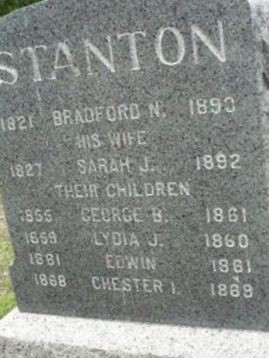 STANTON
1821 BRADFORD N. 1893
HIS WIFE
1827 SARAH J. 1892
THEIR CHILDREN
1855 GEORGE B. 1861
1859 LYDIA J. 1860
1861 EDWIN 1861
1868 CHESTER I. 1869